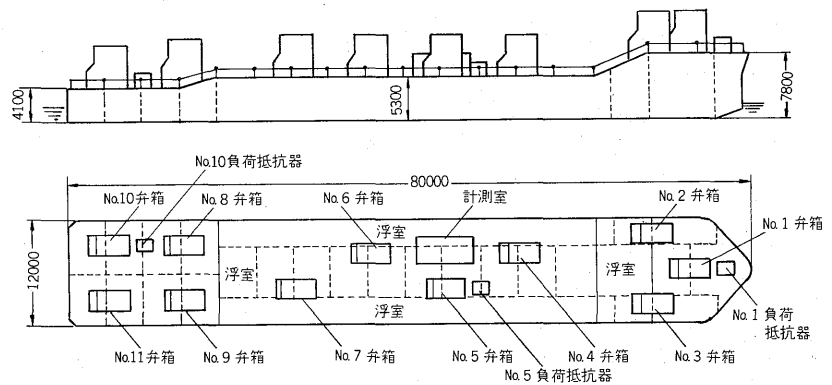 4100
5300
7800
No.10負荷抵抗器
80000
No.10弁箱
No.8 弁箱
No.6 弁箱
計測室
No.2 弁箱
No.1 弁箱
12000
浮室
浮室
浮室
浮室
No.1 負荷
抵抗器
No.11弁箱
No.9 弁箱
No.7 弁箱
No.5 弁箱
No.5 負荷抵抗器
No.4 弁箱
No.3 弁箱